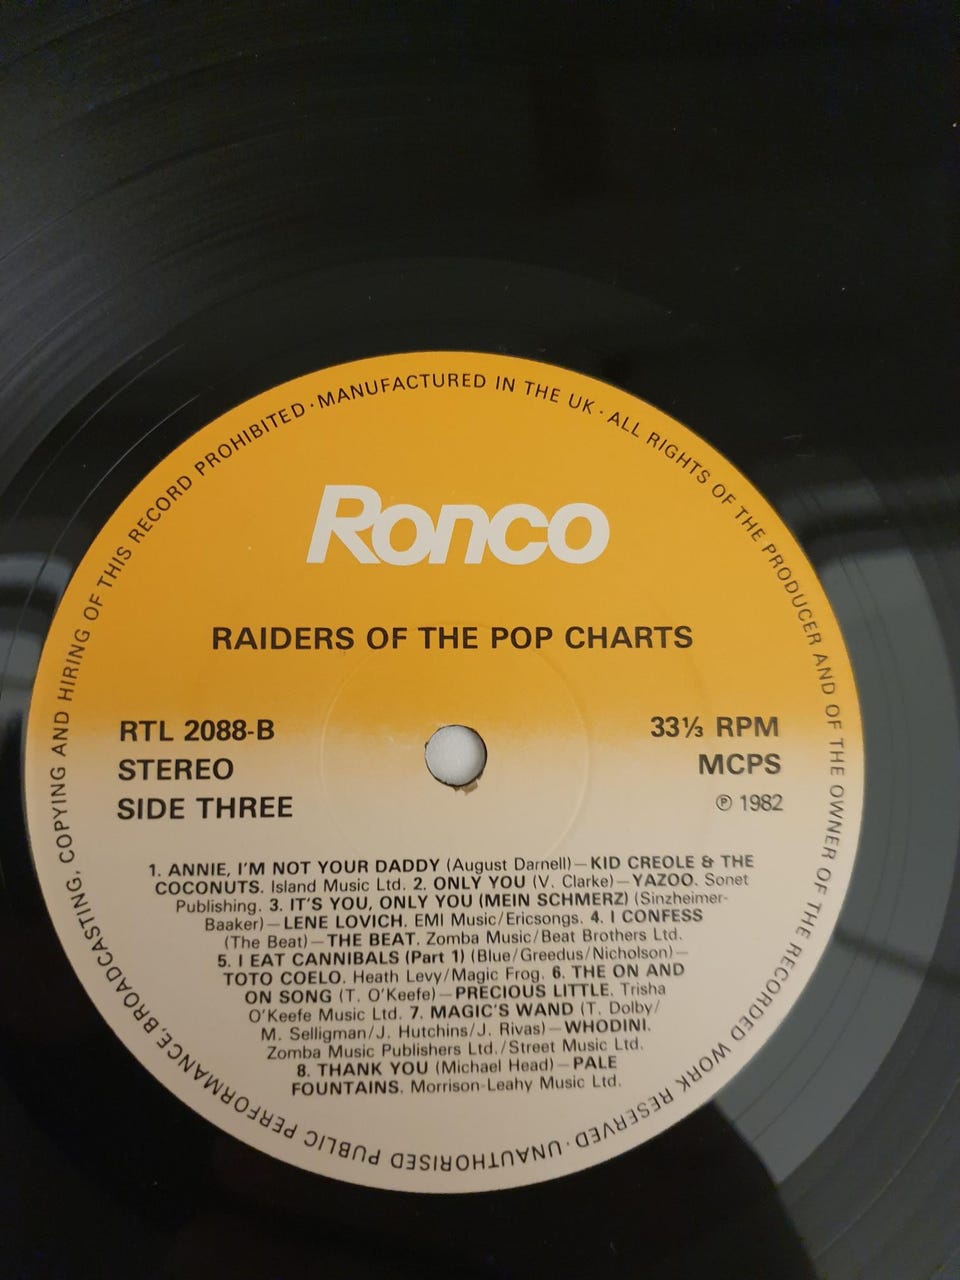 MANUFACTURED IN THE UK · ALL RIGHTS OF THE PRODUCER AND OF THE OWNER OF THE RECORDED WORK RESERVED · UNAUTHORISED PUBLIC PERFORMANCE, BROADCASTING, COPYING AND HIRING OF THIS RECORD PROHIBITED ·
Ronco
RAIDERS OF THE POP CHARTS
RTL 2088-B
STEREO
SIDE THREE
33⅓ RPM
MCPS
℗ 1982
1. ANNIE, I'M NOT YOUR DADDY (August Darnell)—KID CREOLE & THE
COCONUTS. Island Music Ltd. 2. ONLY YOU (V. Clarke)—YAZOO. Sonet
Publishing. 3. IT'S YOU, ONLY YOU (MEIN SCHMERZ) (Sinzheimer-
Baaker)—LENE LOVICH. EMI Music/Ericsongs. 4. I CONFESS
(The Beat)—THE BEAT. Zomba Music/Beat Brothers Ltd.
5. I EAT CANNIBALS (Part 1) (Blue/Greedus/Nicholson)—
TOTO COELO. Heath Levy/Magic Frog. 6. THE ON AND
ON SONG (T. O'Keefe)—PRECIOUS LITTLE. Trisha
O'Keefe Music Ltd. 7. MAGIC'S WAND (T. Dolby/
M. Selligman/J. Hutchins/J. Rivas)—WHODINI.
Zomba Music Publishers Ltd./Street Music Ltd.
8. THANK YOU (Michael Head)—PALE
FOUNTAINS. Morrison-Leahy Music Ltd.